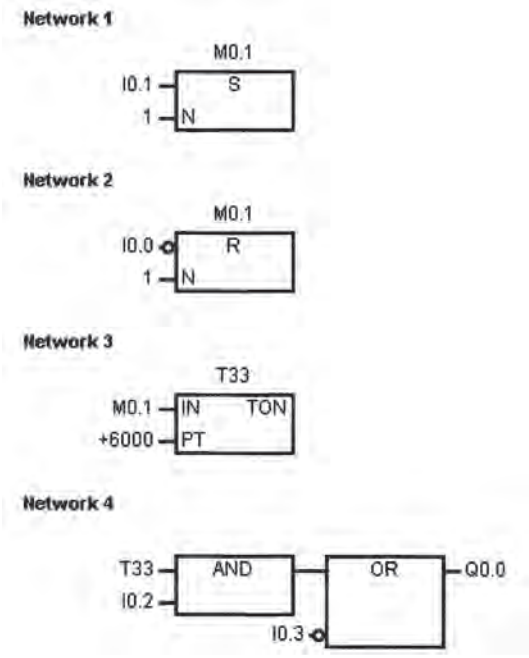 Network 1
M0.1
I0.1 S
1 N
Network 2
M0.1
I0.0 R
1 N
Network 3
T33
M0.1 IN TON
+6000 PT
Network 4
T33 AND OR Q0.0
I0.2
I0.3